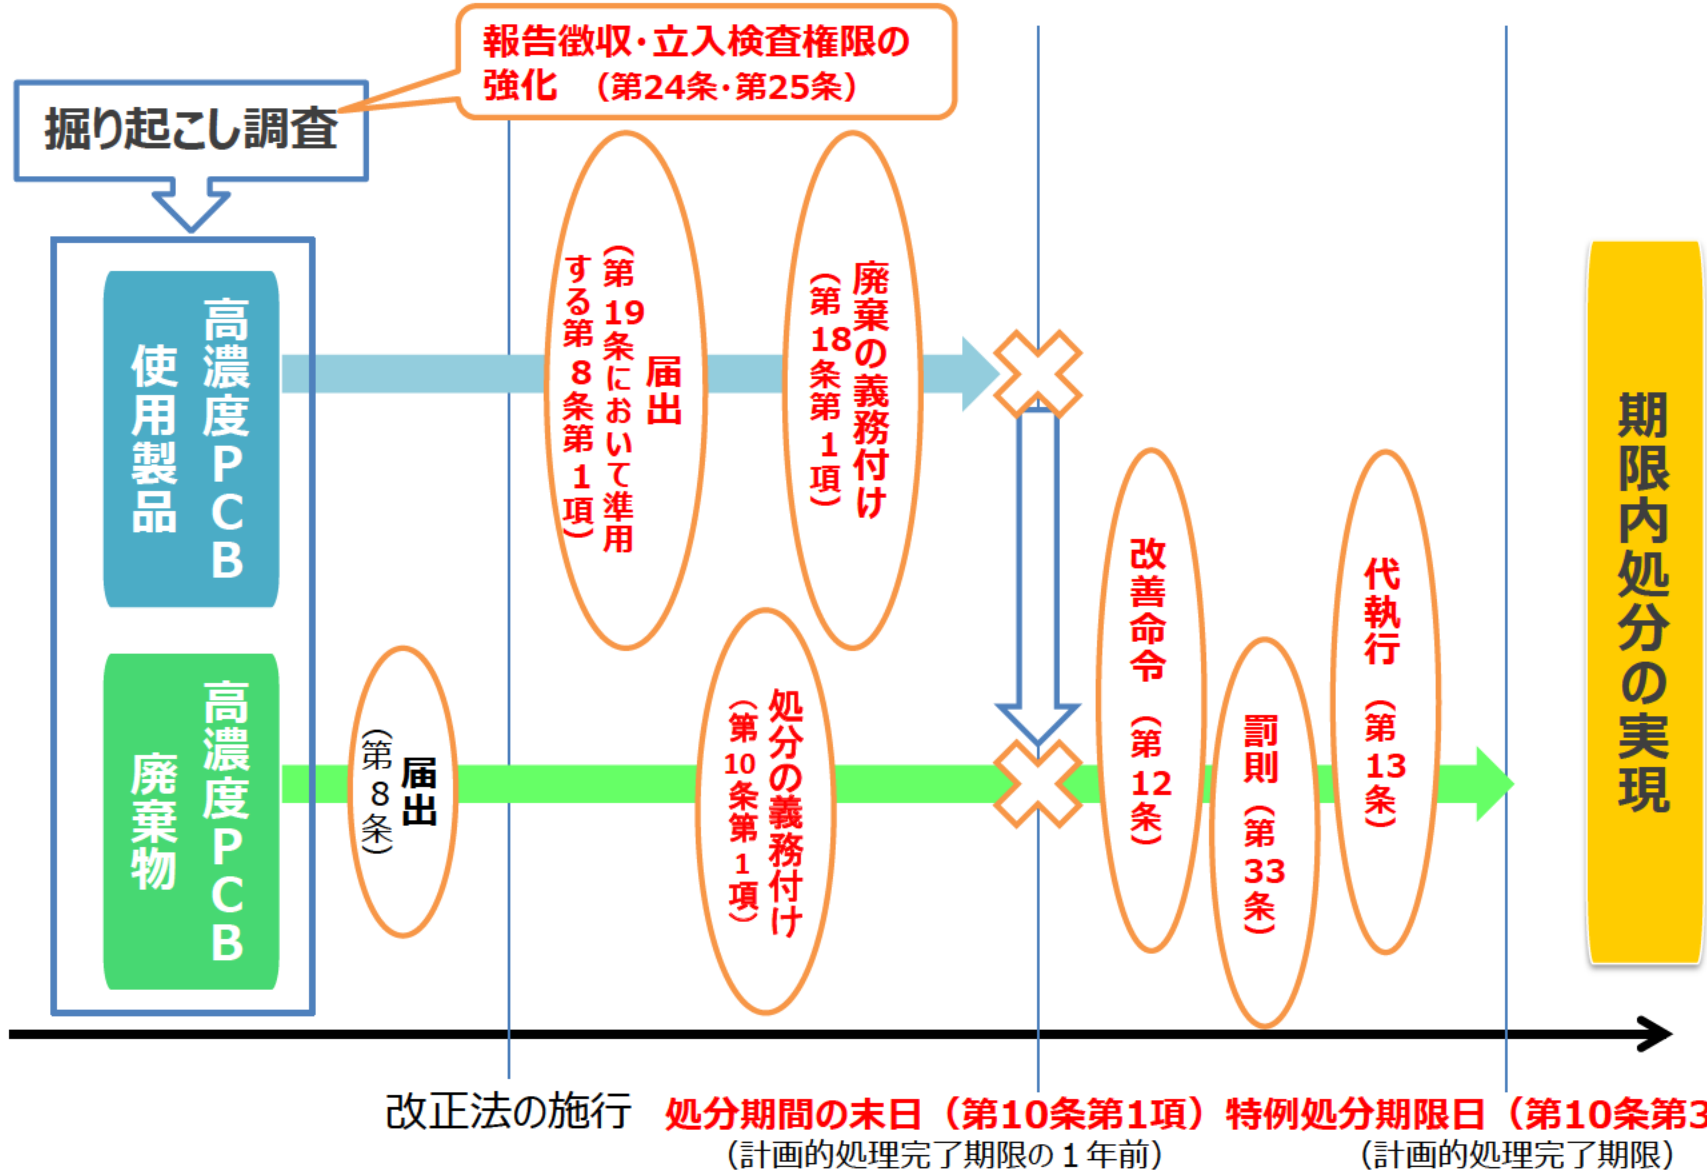 報告徴収・立入検査権限の
強化　（第24条・第25条）
掘り起こし調査
高濃度PCB
使用製品
届出
（第19条において準用
する第８条第１項）
廃棄の義務付け
（第18条第１項）
高濃度PCB
廃棄物
届出
（第８条）
処分の義務付け
（第10条第１項）
改善命令（第12条）
罰則（第33条）
代執行（第13条）
期限内処分の実現
改正法の施行
処分期間の末日（第10条第1項）
（計画的処理完了期限の１年前）
特例処分期限日（第10条第3
（計画的処理完了期限）